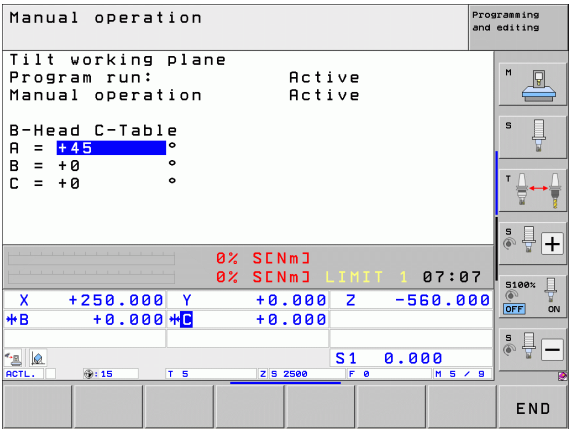 Manual operation
Programming and editing
Tilt working plane
Program run: Active
Manual operation Active
B-Head C-Table
A = +45 °
B = +0 °
C = +0 °
0% S[Nm]
0% S[Nm] LIMIT 1 07:07
X +250.000 Y +0.000 Z -560.000
B +0.000 C +0.000
S1 0.000
ACTL. : 15 T 5 Z S 2500 F 0 M 5 / 9
M
S
T
S
S100%
OFF ON
S
END